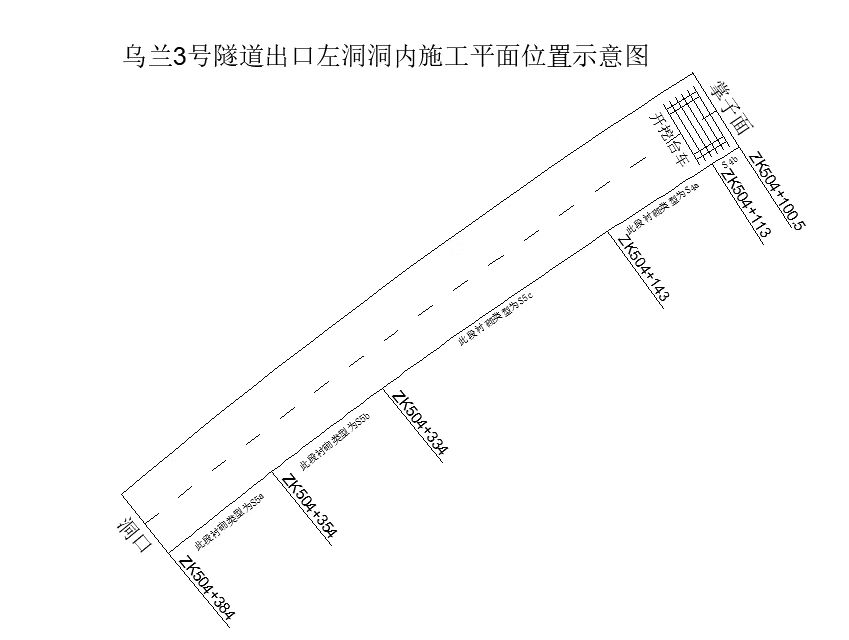 乌兰3号隧道出口左洞洞内施工平面位置示意图
掌子面
开挖台车
S4b
ZK504+100.5
ZK504+113
此段衬砌类型为S4a
ZK504+143
此段衬砌类型为S5c
ZK504+334
此段衬砌类型为S5b
ZK504+354
此段衬砌类型为S5a
洞口
ZK504+384